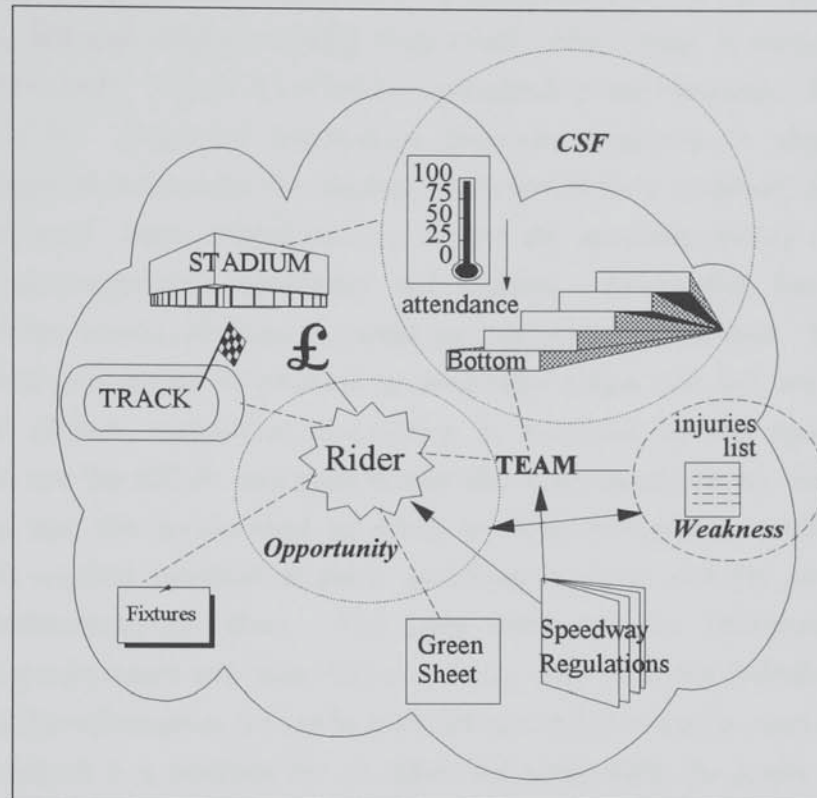 CSF
100
75
50
25
0
attendance
STADIUM
£
Bottom
TRACK
Rider
TEAM
injuries
list
Weakness
Opportunity
Fixtures
Green
Sheet
Speedway
Regulations